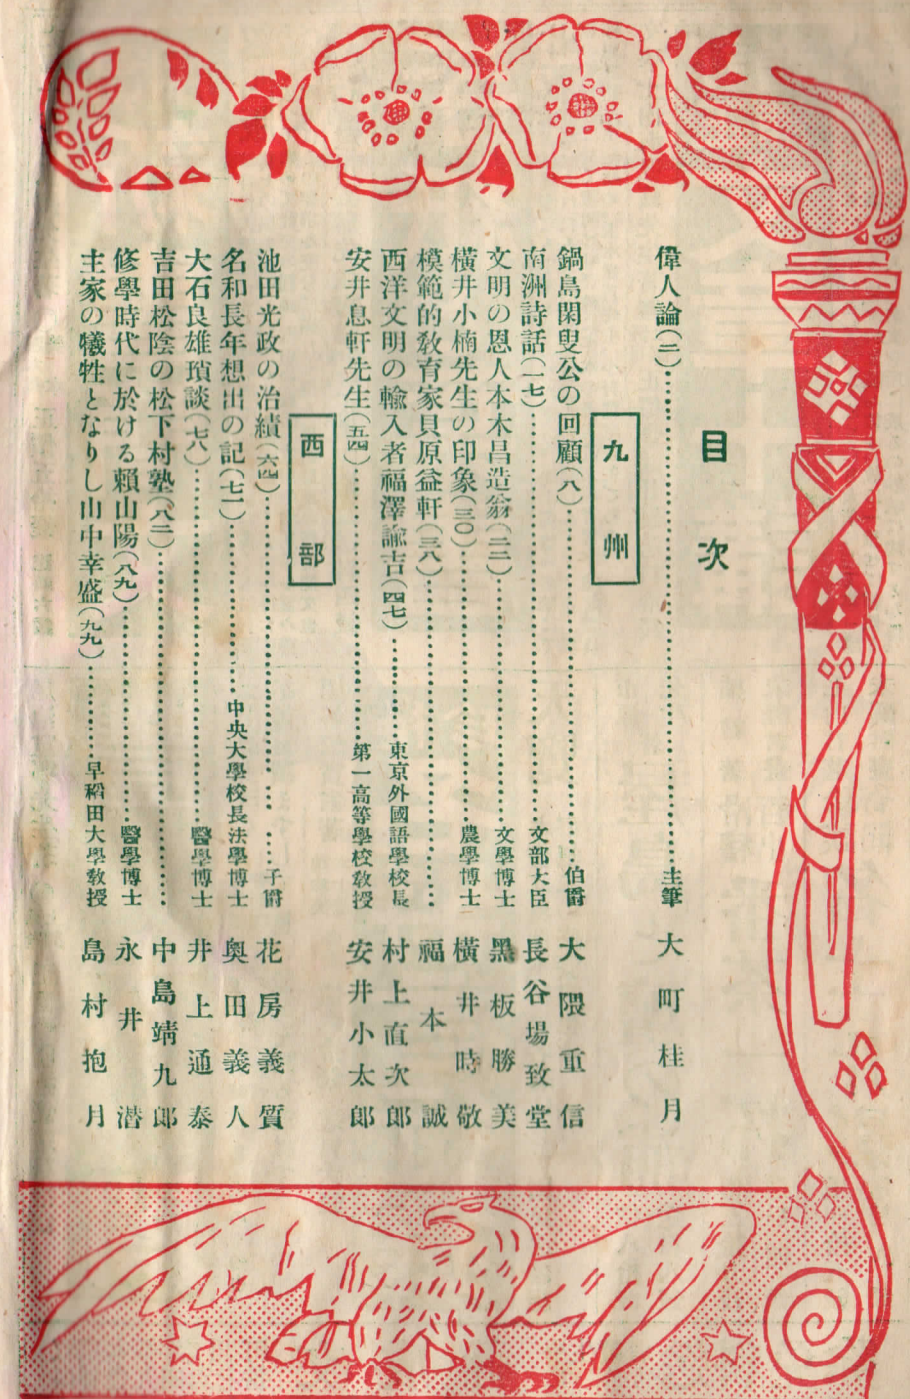 目次
偉人論(二)……………主筆 大町桂月
九州
鍋島閑叟公の回顧(八)……………伯爵 大隈重信
南洲詩話(一七)……………文部大臣 長谷場致堂
文明の恩人本木昌造翁(二二)……………文學博士 黑板勝美
橫井小楠先生の印象(三〇)……………農學博士 橫井時敬
模範的敎育家貝原益軒(三八)…………… 福本誠
西洋文明の輸入者福澤諭吉(四七)……………東京外國語學校長 村上直次郎
安井息軒先生(五四)……………第一高等學校敎授 安井小太郎
西部
池田光政の治績(六四)……………子爵 花房義質
名和長年想出の記(七一)……………中央大學校長法學博士 奥田義人
大石良雄瑣談(七八)……………醫學博士 井上通泰
吉田松陰の松下村塾(八二)…………… 中島靖九郎
修學時代に於ける賴山陽(八九)……………醫學博士 永井潜
主家の犧牲となりし山中幸盛(九九)……………早稻田大學敎授 島村抱月